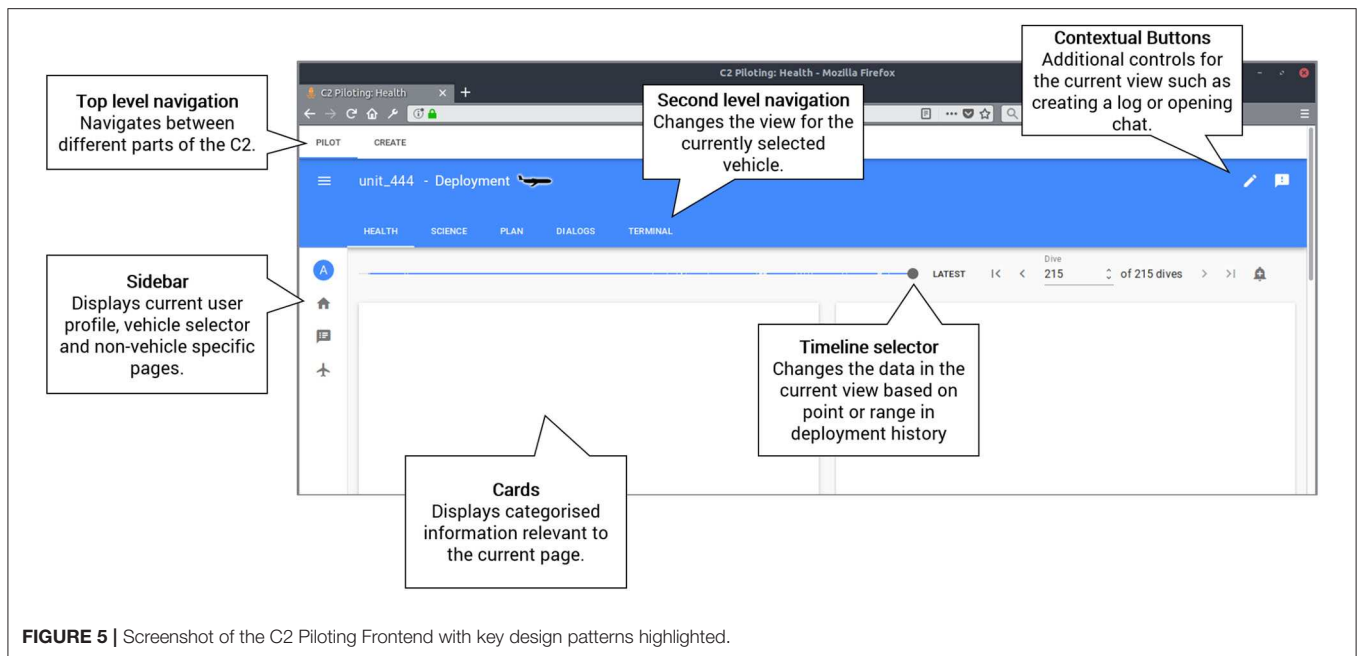 Contextual Buttons
Additional controls for
the current view such as
creating a log or opening
chat.
C2 Piloting: Health - Mozilla Firefox
C2 Piloting: Health
Top level navigation
Navigates between
different parts of the C2.
Second level navigation
Changes the view for the
currently selected
vehicle.
PILOT CREATE
unit_444 - Deployment
HEALTH SCIENCE PLAN DIALOGS TERMINAL
Sidebar
Displays current user
profile, vehicle selector
and non-vehicle specific
pages.
A
LATEST
Dive
215 of 215 dives
Timeline selector
Changes the data in the
current view based on
point or range in
deployment history
Cards
Displays categorised
information relevant to
the current page.
FIGURE 5 | Screenshot of the C2 Piloting Frontend with key design patterns highlighted.